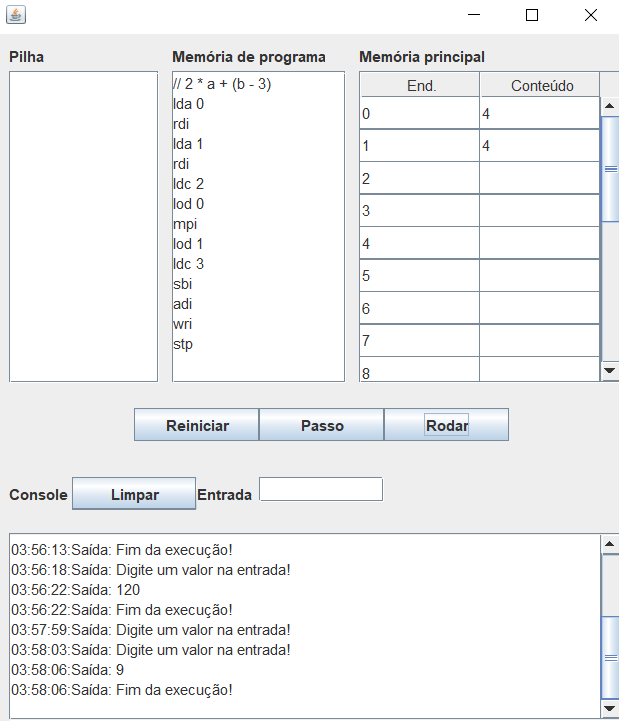 Pilha
Memória de programa
Memória principal
// 2 * a + (b - 3)
lda 0
rdi
lda 1
rdi
ldc 2
lod 0
mpi
lod 1
ldc 3
sbi
adi
wri
stp
End. Conteúdo
0 4
1 4
2
3
4
5
6
7
8
Reiniciar
Passo
Rodar
Console
Limpar
Entrada
03:56:13:Saída: Fim da execução!
03:56:18:Saída: Digite um valor na entrada!
03:56:22:Saída: 120
03:56:22:Saída: Fim da execução!
03:57:59:Saída: Digite um valor na entrada!
03:58:03:Saída: Digite um valor na entrada!
03:58:06:Saída: 9
03:58:06:Saída: Fim da execução!